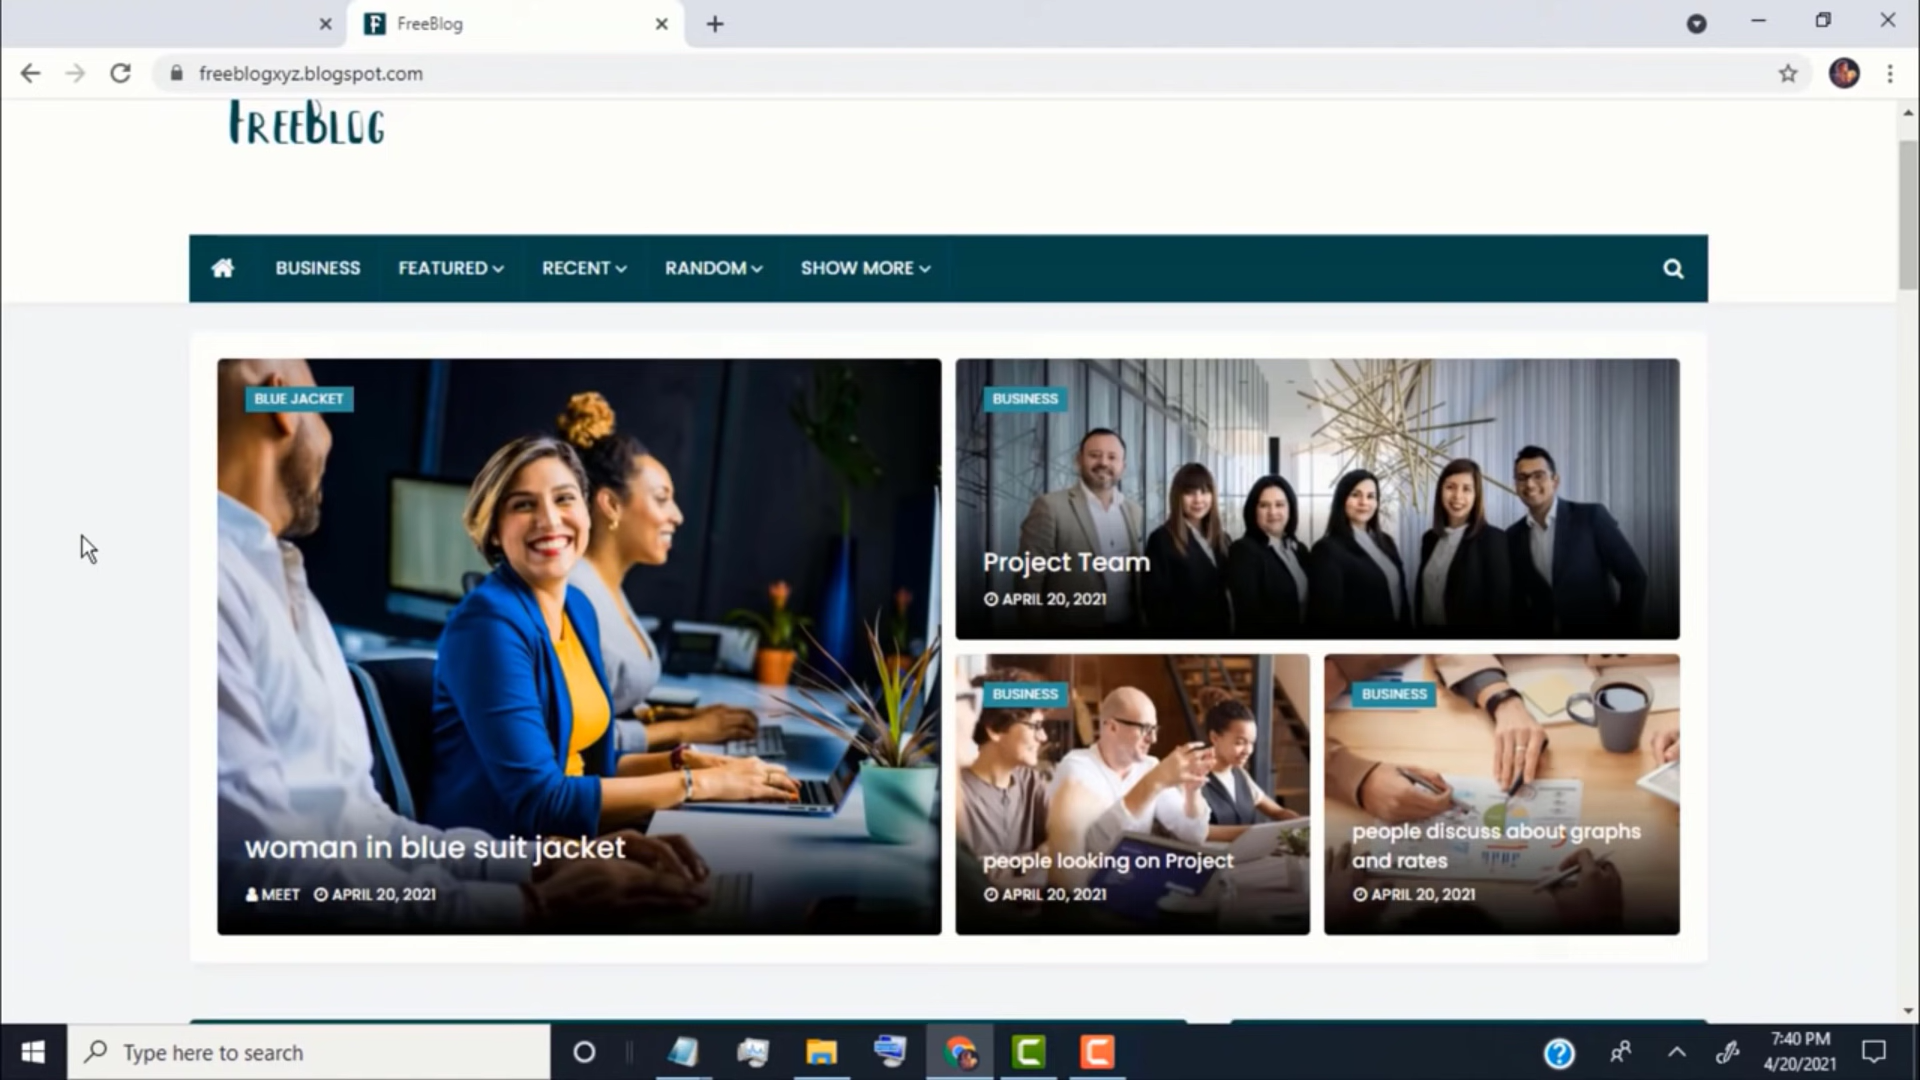 FreeBlog
freeblogxyz.blogspot.com
FREEBLOG
BUSINESS FEATURED RECENT RANDOM SHOW MORE
BLUE JACKET
woman in blue suit jacket
MEET APRIL 20, 2021
BUSINESS
Project Team
APRIL 20, 2021
BUSINESS
people looking on Project
APRIL 20, 2021
BUSINESS
people discuss about graphs
and rates
APRIL 20, 2021
Type here to search
7:40 PM
4/20/2021